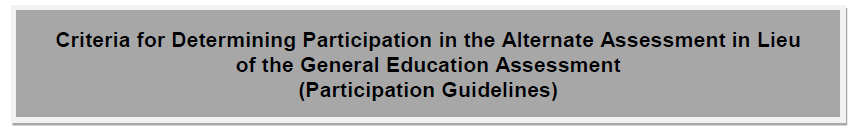 Criteria for Determining Participation in the Alternate Assessment in Lieu
of the General Education Assessment
(Participation Guidelines)